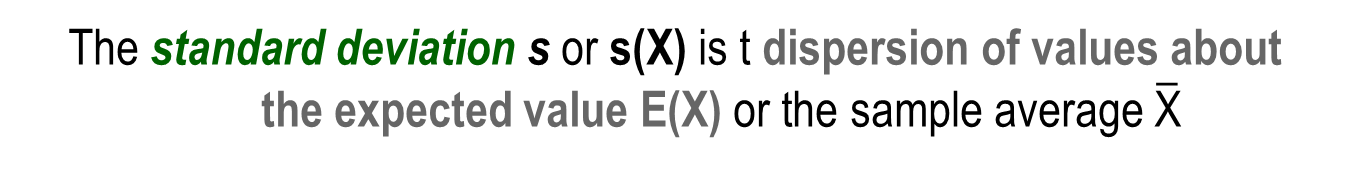 The standard deviation s or s(X) is t dispersion of values about
the expected value E(X) or the sample average X̅